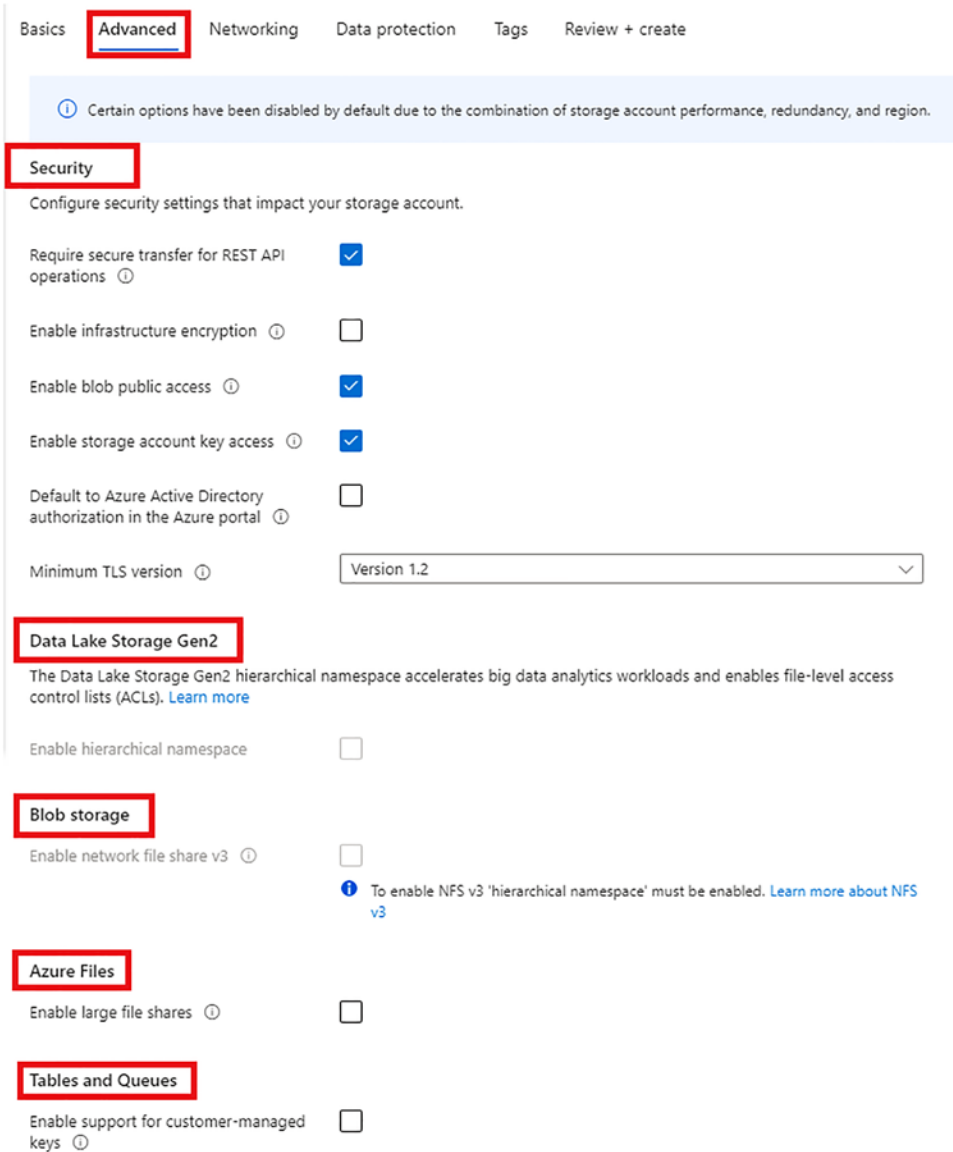 Basics Advanced Networking Data protection Tags Review + create
Certain options have been disabled by default due to the combination of storage account performance, redundancy, and region.
Security
Configure security settings that impact your storage account.
Require secure transfer for REST API
operations
Enable infrastructure encryption
Enable blob public access
Enable storage account key access
Default to Azure Active Directory
authorization in the Azure portal
Minimum TLS version
Version 1.2
Data Lake Storage Gen2
The Data Lake Storage Gen2 hierarchical namespace accelerates big data analytics workloads and enables file-level access
control lists (ACLs). Learn more
Enable hierarchical namespace
Blob storage
Enable network file share v3
To enable NFS v3 'hierarchical namespace' must be enabled. Learn more about NFS
v3
Azure Files
Enable large file shares
Tables and Queues
Enable support for customer-managed
keys